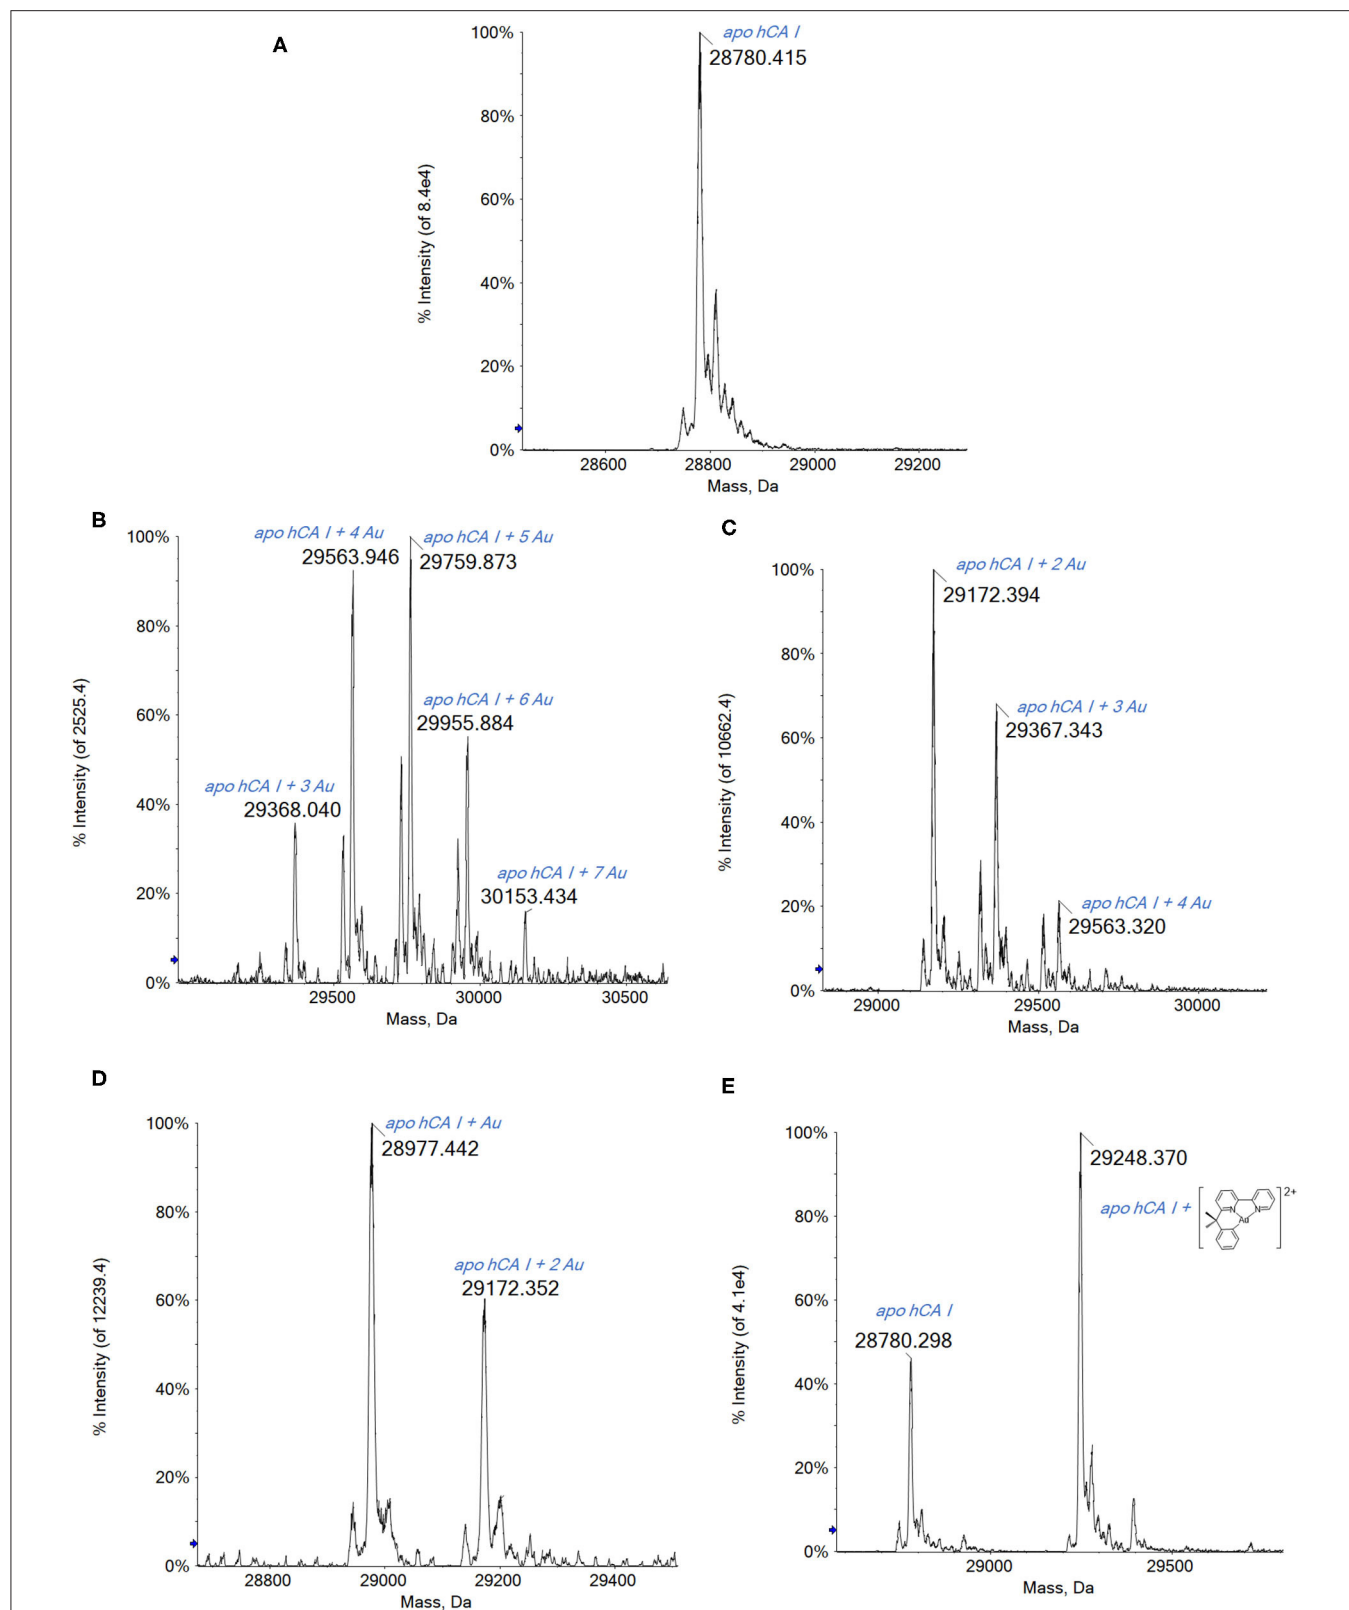 A
apo hCA I
28780.415
100%
80%
60%
40%
20%
0%
% Intensity (of 8.4e4)
28600 28800 29000 29200
Mass, Da
B
apo hCA I + 4 Au
29563.946
apo hCA I + 5 Au
29759.873
apo hCA I + 6 Au
29955.884
apo hCA I + 3 Au
29368.040
apo hCA I + 7 Au
30153.434
100%
80%
60%
40%
20%
0%
% Intensity (of 2525.4)
29500 30000 30500
Mass, Da
C
apo hCA I + 2 Au
29172.394
apo hCA I + 3 Au
29367.343
apo hCA I + 4 Au
29563.320
100%
80%
60%
40%
20%
0%
% Intensity (of 10662.4)
29000 29500 30000
Mass, Da
D
apo hCA I + Au
28977.442
apo hCA I + 2 Au
29172.352
100%
80%
60%
40%
20%
0%
% Intensity (of 12239.4)
28800 29000 29200 29400
Mass, Da
E
29248.370
apo hCA I +
2+
N
N
Au
apo hCA I
28780.298
100%
80%
60%
40%
20%
0%
% Intensity (of 4.1e4)
29000 29500
Mass, Da